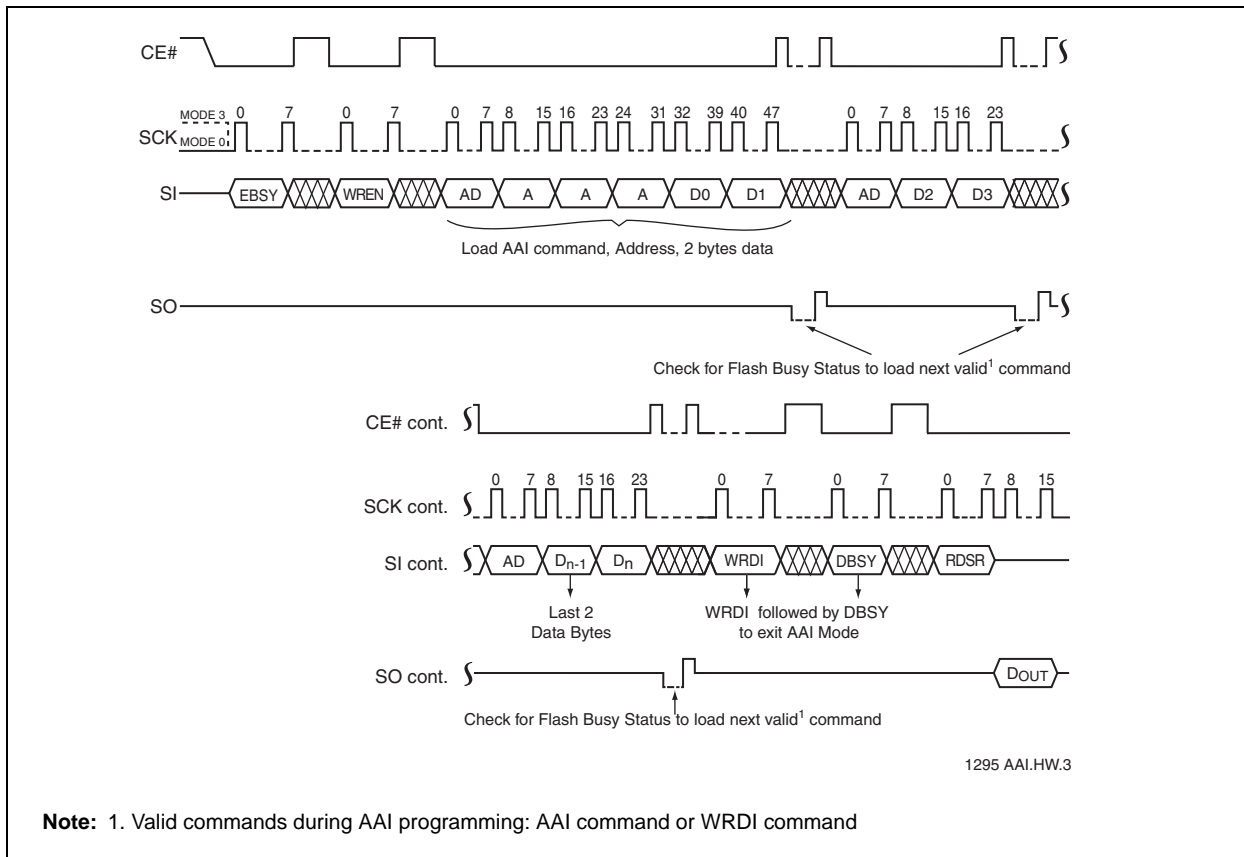 CE#
MODE 3
SCK
MODE 0
0 7 0 7 0 7 8 15 16 23 24 31 32 39 40 47 0 7 8 15 16 23
SI
EBSY WREN AD A A A D0 D1 AD D2 D3
Load AAI command, Address, 2 bytes data
SO
Check for Flash Busy Status to load next valid1 command
CE# cont.
SCK cont.
0 7 8 15 16 23 0 7 0 7 0 7 8 15
SI cont.
AD Dn-1 Dn WRDI DBSY RDSR
Last 2
Data Bytes
WRDI followed by DBSY
to exit AAI Mode
SO cont.
DOUT
Check for Flash Busy Status to load next valid1 command
1295 AAI.HW.3
Note: 1. Valid commands during AAI programming: AAI command or WRDI command